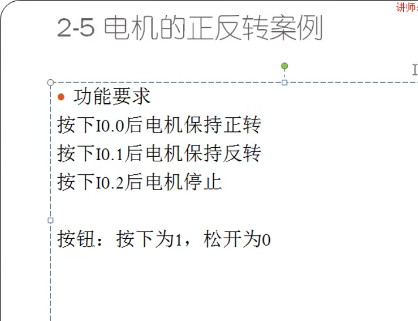 讲师
2-5 电机的正反转案例
功能要求
按下I0.0后电机保持正转
按下I0.1后电机保持反转
按下I0.2后电机停止
按钮：按下为1，松开为0